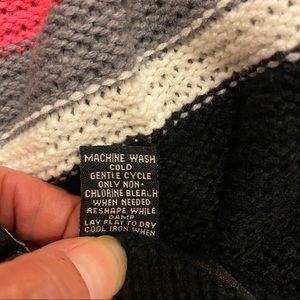 MACHINE WASH
COLD
GENTLE CYCLE
ONLY NON-
CHLORINE BLEACH
WHEN NEEDED
RESHAPE WHILE
DAMP
LAY FLAT TO DRY
COOL IRON WHEN